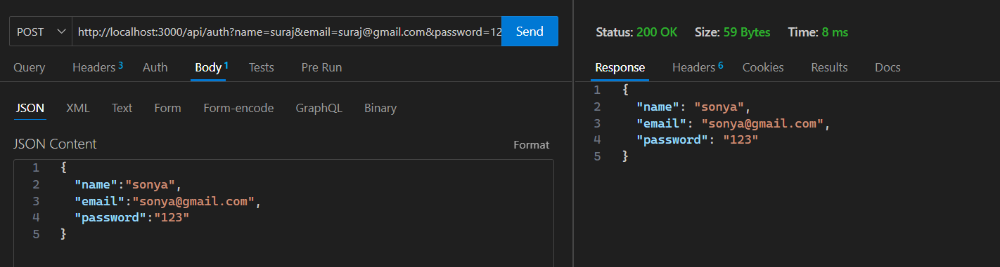 POST http://localhost:3000/api/auth?name=suraj&email=suraj@gmail.com&password=12 Send
Query Headers 3 Auth Body 1 Tests Pre Run
JSON XML Text Form Form-encode GraphQL Binary
JSON Content Format
1 {
2 "name":"sonya",
3 "email":"sonya@gmail.com",
4 "password":"123"
5 }
Status: 200 OK Size: 59 Bytes Time: 8 ms
Response Headers 6 Cookies Results Docs
1 {
2 "name": "sonya",
3 "email": "sonya@gmail.com",
4 "password": "123"
5 }